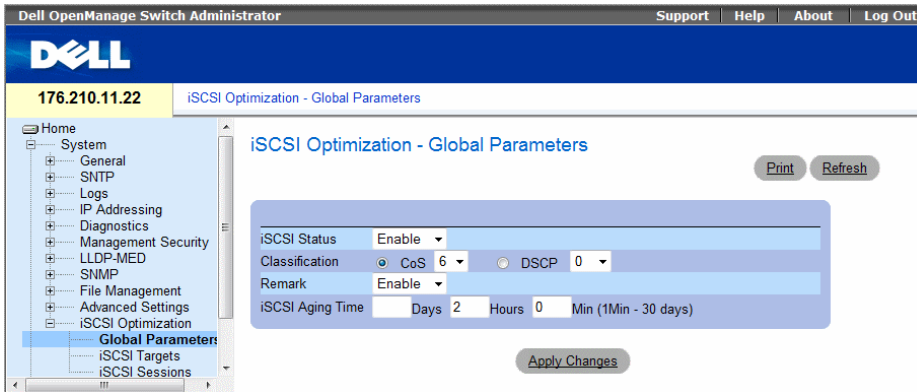 Dell OpenManage Switch Administrator Support Help About Log Out
DELL
176.210.11.22 iSCSI Optimization - Global Parameters
Home
System
General
SNTP
Logs
IP Addressing
Diagnostics
Management Security
LLDP-MED
SNMP
File Management
Advanced Settings
iSCSI Optimization
Global Parameters
iSCSI Targets
iSCSI Sessions
iSCSI Optimization - Global Parameters
Print Refresh
iSCSI Status Enable
Classification CoS 6 DSCP 0
Remark Enable
iSCSI Aging Time Days 2 Hours 0 Min (1Min - 30 days)
Apply Changes